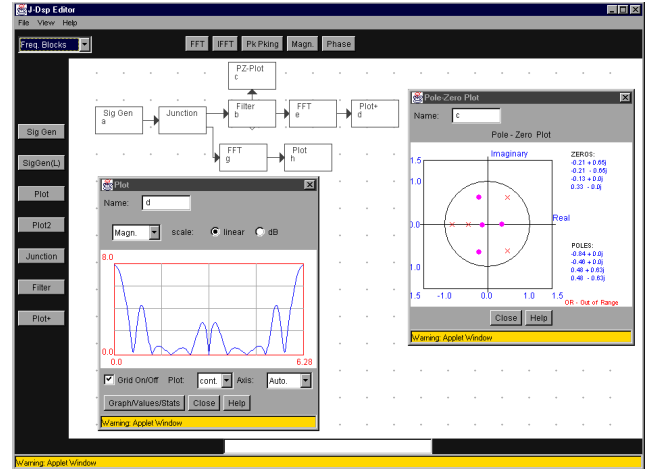 J-Dsp Editor
File View Help
Freq. Blocks
FFT IFFT Pk Pking Magn. Phase
Sig Gen
SigGen(L)
Plot
Plot2
Junction
Filter
Plot+
PZ-Plot
c
Sig Gen
a
Junction
Filter
b
FFT
e
Plot+
d
FFT
g
Plot
h
Plot
Name: d
Magn. scale: linear dB
8.0
0.0
0.0 6.28
Grid On/Off Plot: cont. Axis: Auto.
Graph/Values/Stats Close Help
Warning: Applet Window
Pole-Zero Plot
Name: c
Pole - Zero Plot
Imaginary
1.5
1.0
0.0
1.0
1.5 -1.0 0.0 1.0 1.5
Real
ZEROS:
-0.21 + 0.65j
-0.21 - 0.65j
-0.13 + 0.0j
0.33 - 0.0j
POLES:
-0.84 + 0.0j
-0.46 + 0.0j
0.48 + 0.63j
0.48 - 0.63j
OR - Out of Range
Close Help
Warning: Applet Window
Warning: Applet Window